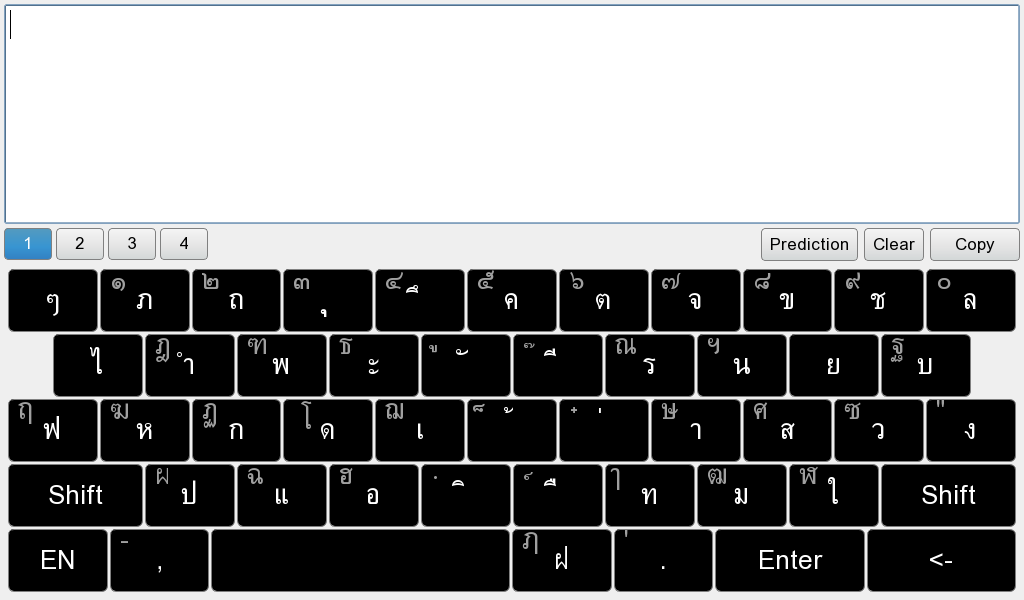 1 2 3 4 Prediction Clear Copy
ๆ ๑ ภ ๒ ถ ๓ ุ ๔ ึ ๕ ค ๖ ต ๗ จ ๘ ข ๙ ช ๐ ล
ไ ฎ ำ ฑ พ ธ ะ ู ั ๊ ี ณ ร ฯ น ย ฐ บ
ฤ ฟ ฆ ห ฏ ก โ ด ฌ เ ็ ้ ๋ ่ ษ า ศ ส ซ ว " ง
Shift ผ ป ฉ แ ฮ อ ฺ ิ ์ ื ๅ ท ฒ ม ฬ ใ Shift
EN - , ฦ ฝ ' . Enter <-